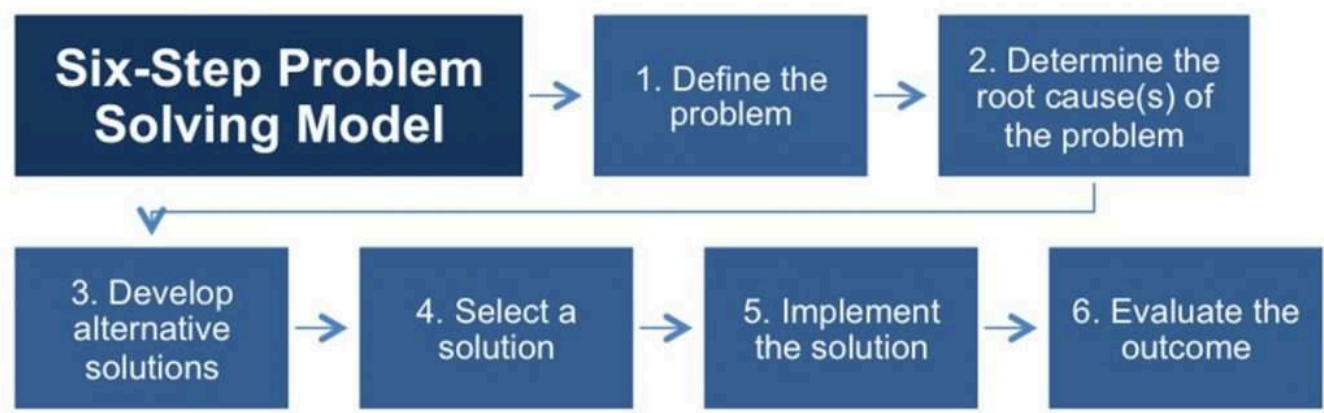 Six-Step Problem
Solving Model
1. Define the
problem
2. Determine the
root cause(s) of
the problem
3. Develop
alternative
solutions
4. Select a
solution
5. Implement
the solution
6. Evaluate the
outcome